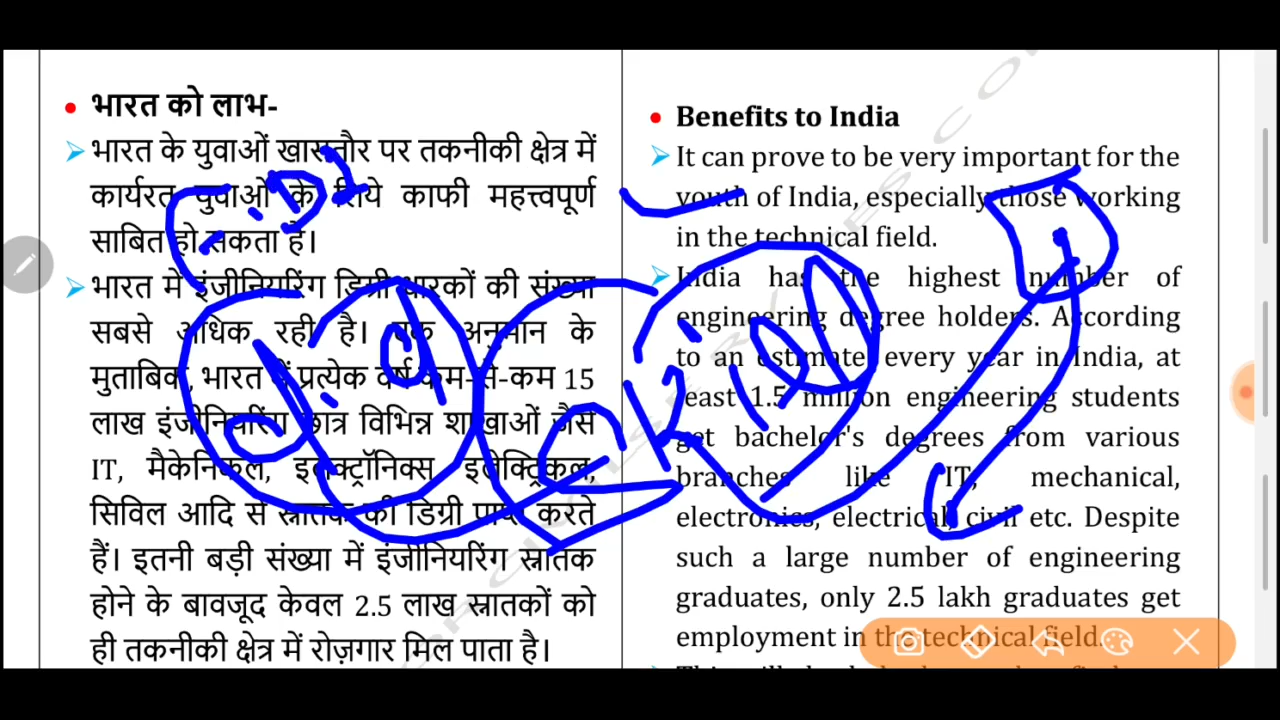 भारत को लाभ-
भारत के युवाओं खासतौर पर तकनीकी क्षेत्र में
कार्यरत युवाओं के लिये काफी महत्त्वपूर्ण
साबित हो सकता है।
भारत में इंजीनियरिंग डिग्री धारकों की संख्या
सबसे अधिक रही है। एक अनुमान के
मुताबिक, भारत में प्रत्येक वर्ष कम-से-कम 15
लाख इंजीनियरिंग छात्र विभिन्न शाखाओं जैसे
IT, मैकेनिकल, इलेक्ट्रॉनिक्स इलेक्ट्रिकल,
सिविल आदि से स्नातक की डिग्री प्राप्त करते
हैं। इतनी बड़ी संख्या में इंजीनियरिंग स्नातक
होने के बावजूद केवल 2.5 लाख स्नातकों को
ही तकनीकी क्षेत्र में रोज़गार मिल पाता है।
Benefits to India
It can prove to be very important for the
youth of India, especially those working
in the technical field.
India has the highest number of
engineering degree holders. According
to an estimate, every year in India, at
least 1.5 million engineering students
get bachelor's degrees from various
branches like IT, mechanical,
electronics, electrical, civil etc. Despite
such a large number of engineering
graduates, only 2.5 lakh graduates get
employment in the technical field.